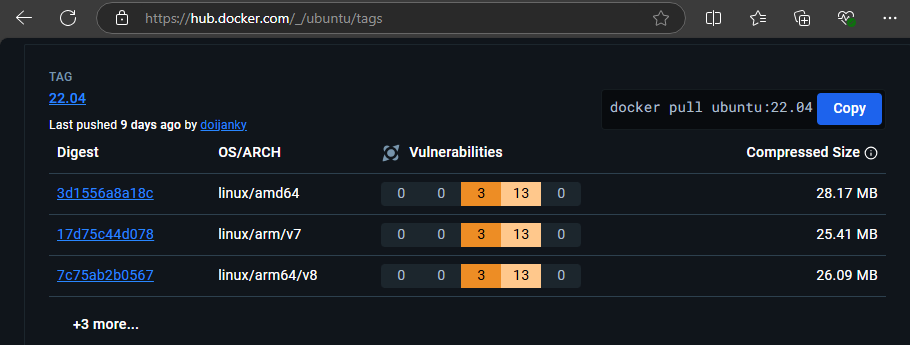 https://hub.docker.com/_/ubuntu/tags
TAG
22.04
docker pull ubuntu:22.04 Copy
Last pushed 9 days ago by doijanky
Digest OS/ARCH Vulnerabilities Compressed Size
3d1556a8a18c linux/amd64 0 0 3 13 0 28.17 MB
17d75c44d078 linux/arm/v7 0 0 3 13 0 25.41 MB
7c75ab2b0567 linux/arm64/v8 0 0 3 13 0 26.09 MB
+3 more...